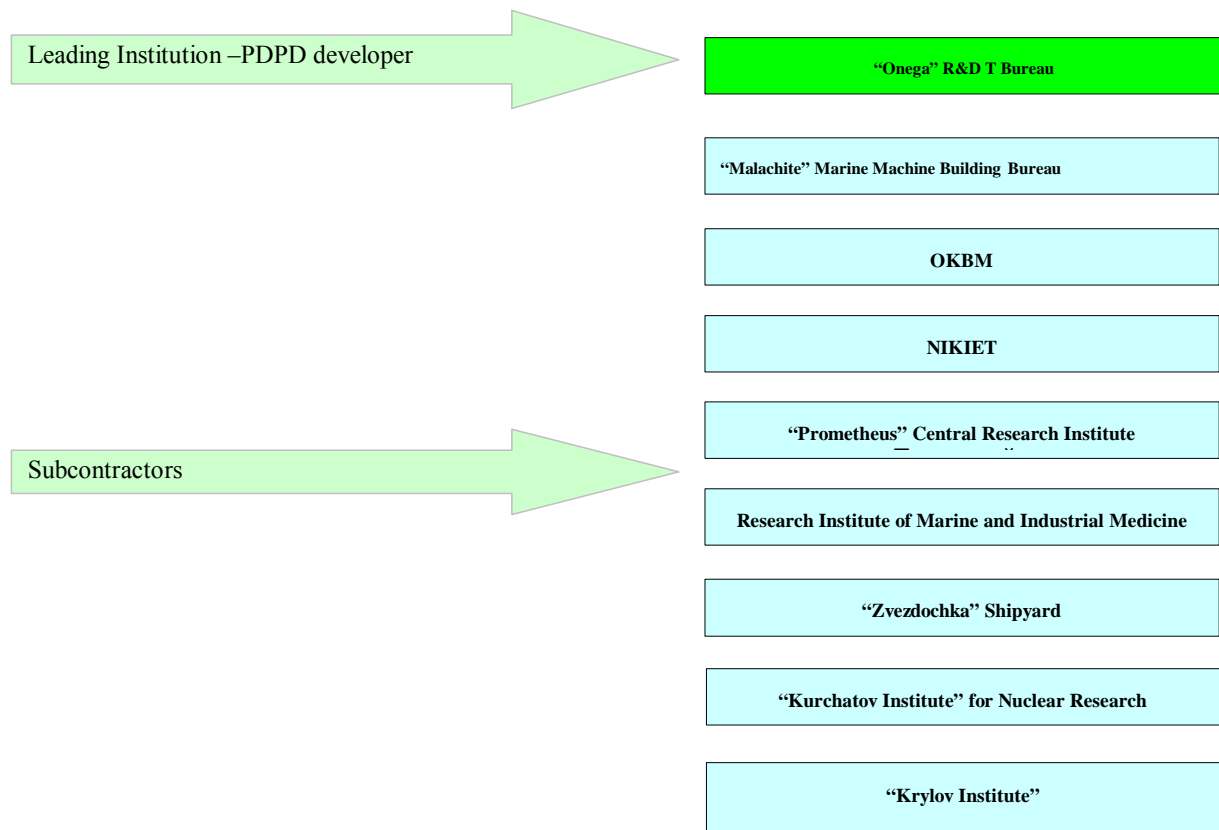 Leading Institution –PDPD developer
“Onega” R&D T Bureau
“Malachite” Marine Machine Building Bureau
OKBM
NIKIET
“Prometheus” Central Research Institute
Subcontractors
Research Institute of Marine and Industrial Medicine
“Zvezdochka” Shipyard
“Kurchatov Institute” for Nuclear Research
“Krylov Institute”